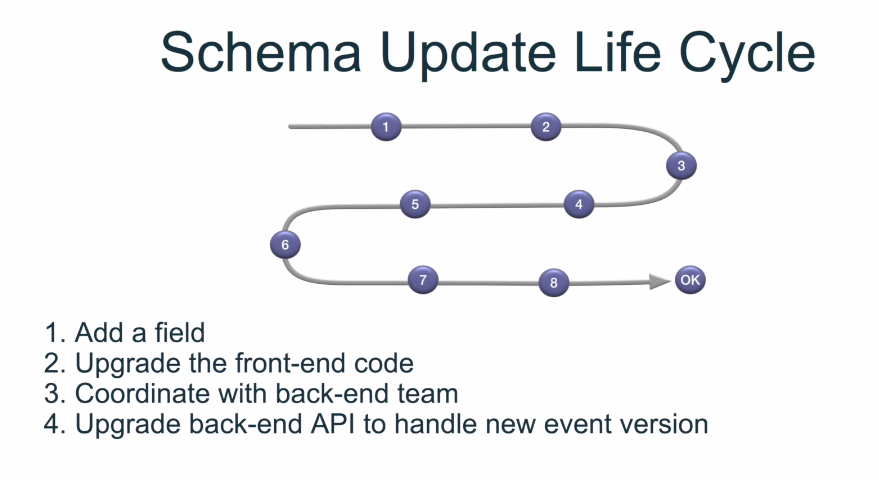 Schema Update Life Cycle
1
2
3
4
5
6
7
8
OK
1. Add a field
2. Upgrade the front-end code
3. Coordinate with back-end team
4. Upgrade back-end API to handle new event version